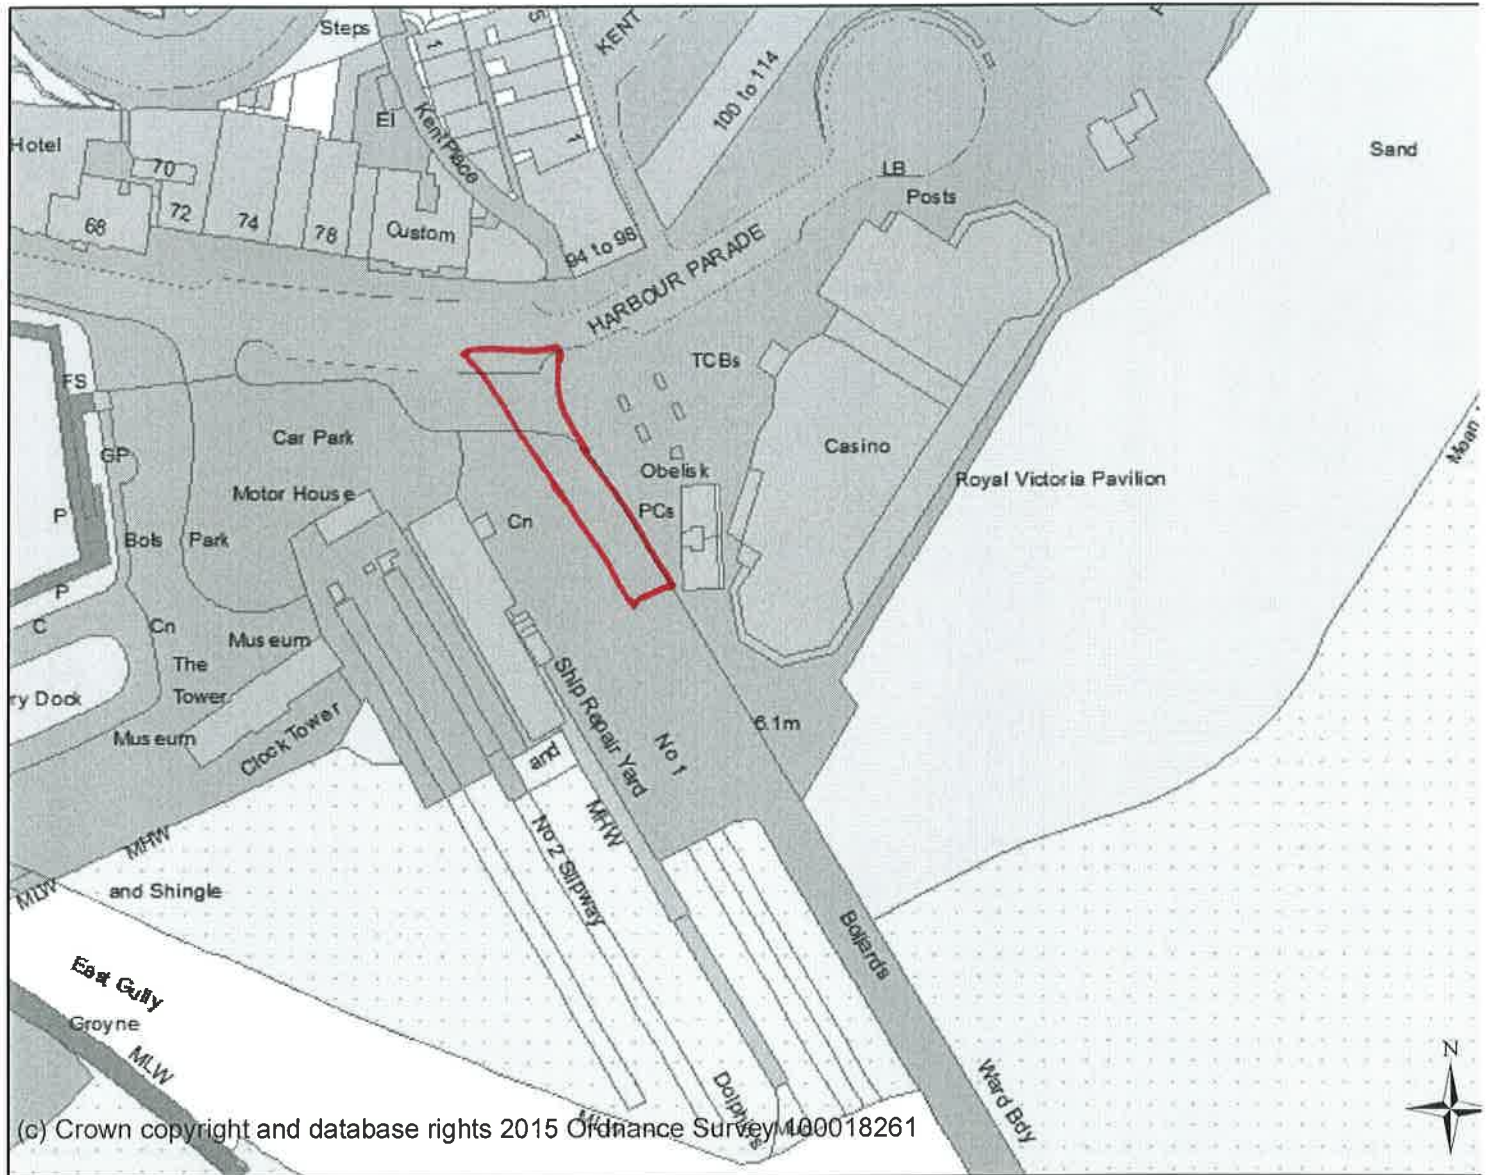 Steps
1
S
KENT
Hotel
El
Kent Place
1
100 to 114
70
68
72
74
78
Custom
94 to 98
HARBOUR PARADE
LB
Posts
Sand
FS
TCBs
Car Park
GP
Motor House
Casino
Obelisk
Royal Victoria Pavilion
Mean
P
Bols
Park
Cn
PCs
P
C
Cn
Museum
The
Tower
ry Dock
Museum
Clock Tower
Ship Repair Yard
and
No 1
6.1m
MHW
MHW
No 2 Slipway
MLW
and Shingle
East Gully
Groyne
MLW
Bollards
Dolphins
Ward Bdy
N
(c) Crown copyright and database rights 2015 Ordnance Survey 100018261